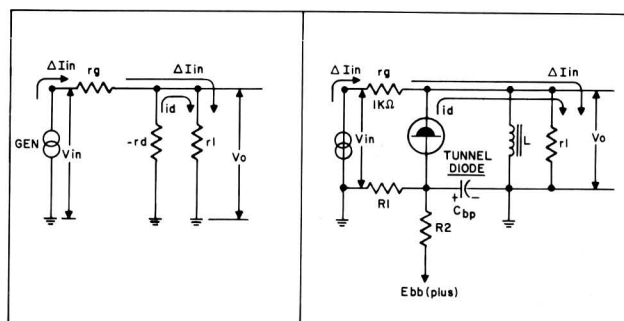 ΔIin rg ΔIin
id
GEN Vin -rd rl Vo
ΔIin rg ΔIin
1KΩ id
Vin L rl Vo
TUNNEL
DIODE
R1 + -
Cbp
R2
Ebb (plus)